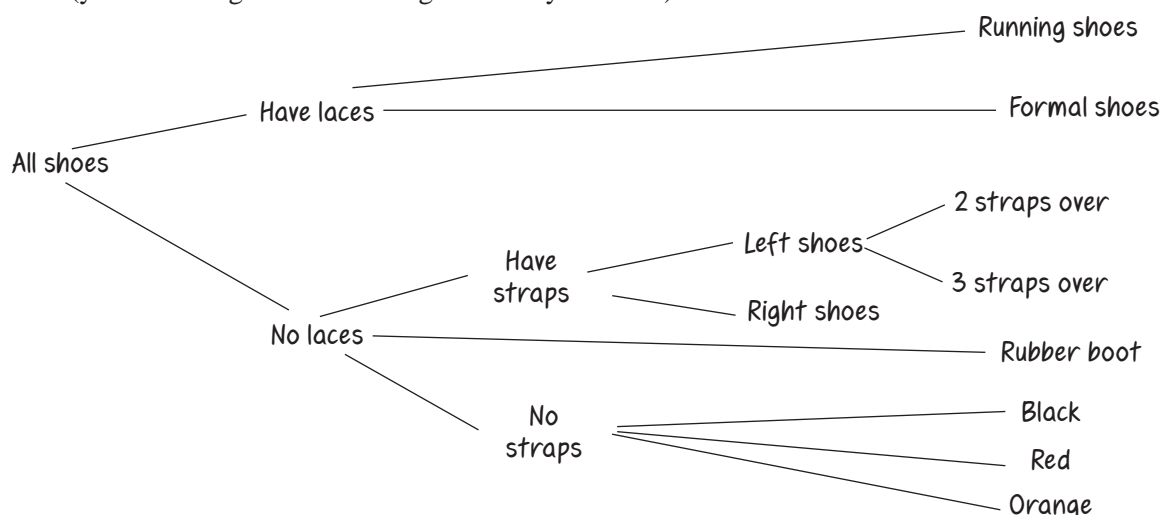 Running shoes
Have laces
Formal shoes
All shoes
2 straps over
Left shoes
Have
straps
3 straps over
Right shoes
No laces
Rubber boot
No
straps
Black
Red
Orange